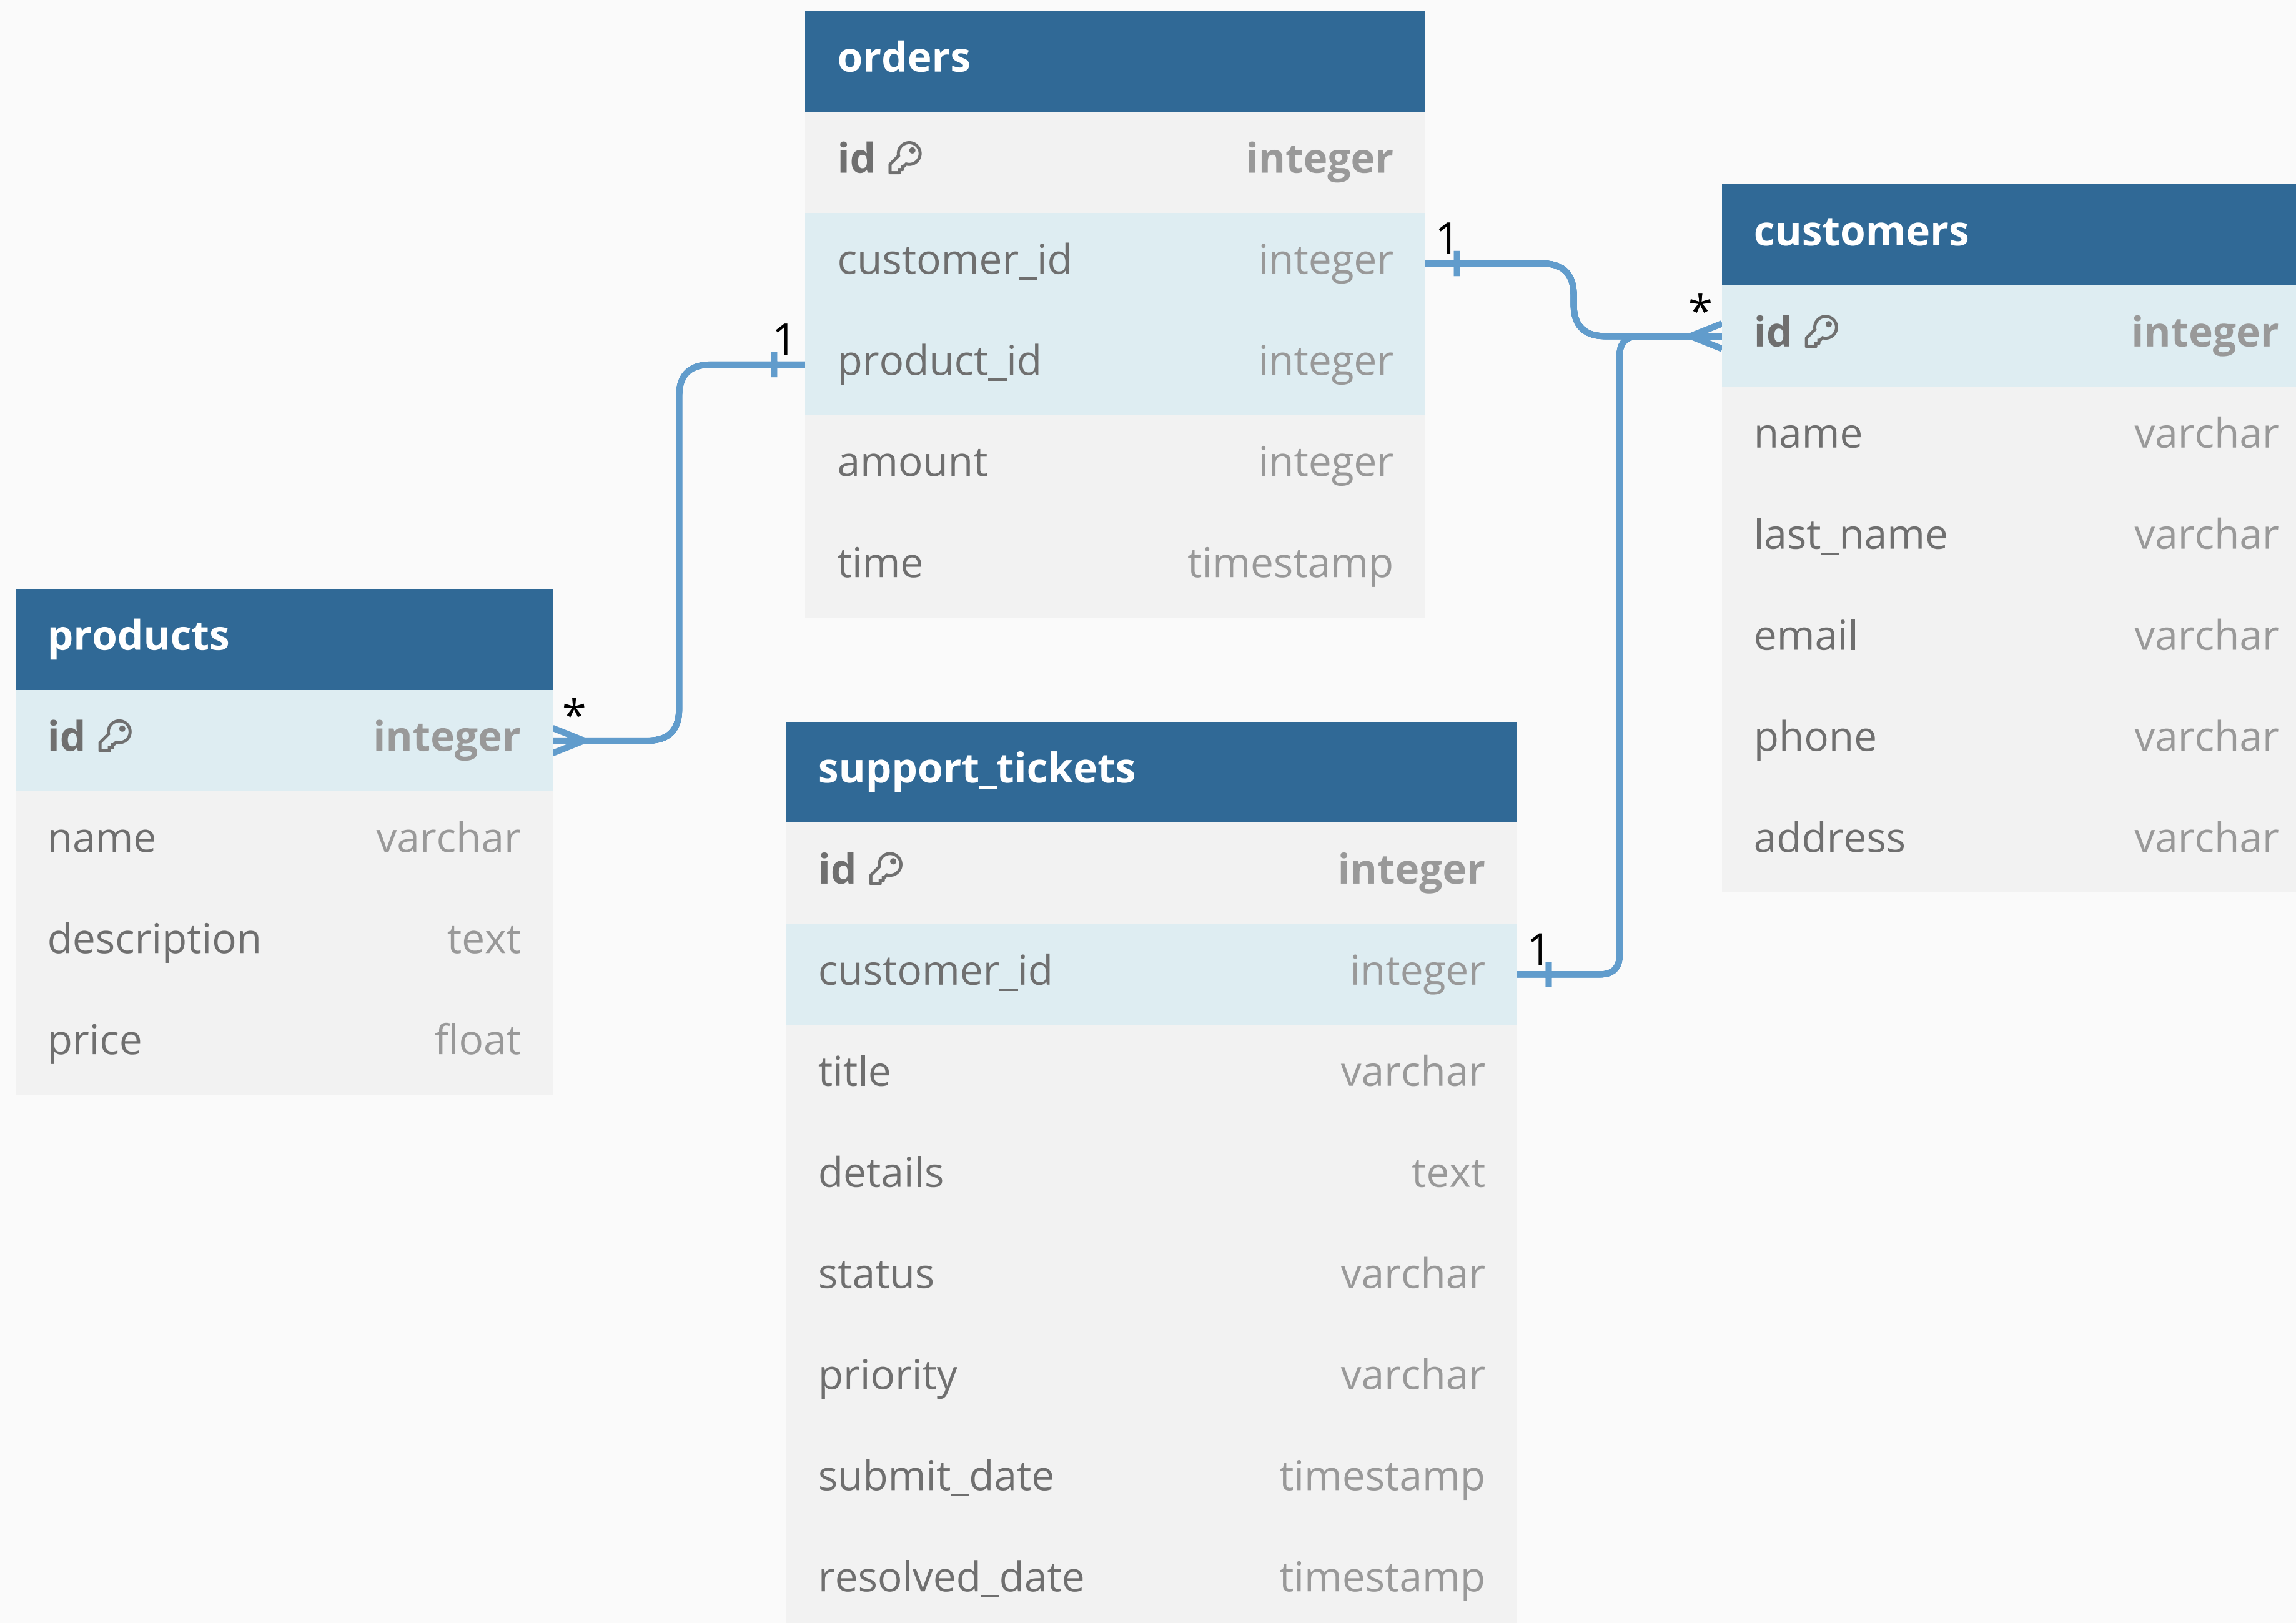 orders
id integer
customer_id integer
product_id integer
amount integer
time timestamp
1
1
customers
id integer
name varchar
last_name varchar
email varchar
phone varchar
address varchar
*
products
id integer
name varchar
description text
price float
*
support_tickets
id integer
customer_id integer
title varchar
details text
status varchar
priority varchar
submit_date timestamp
resolved_date timestamp
1